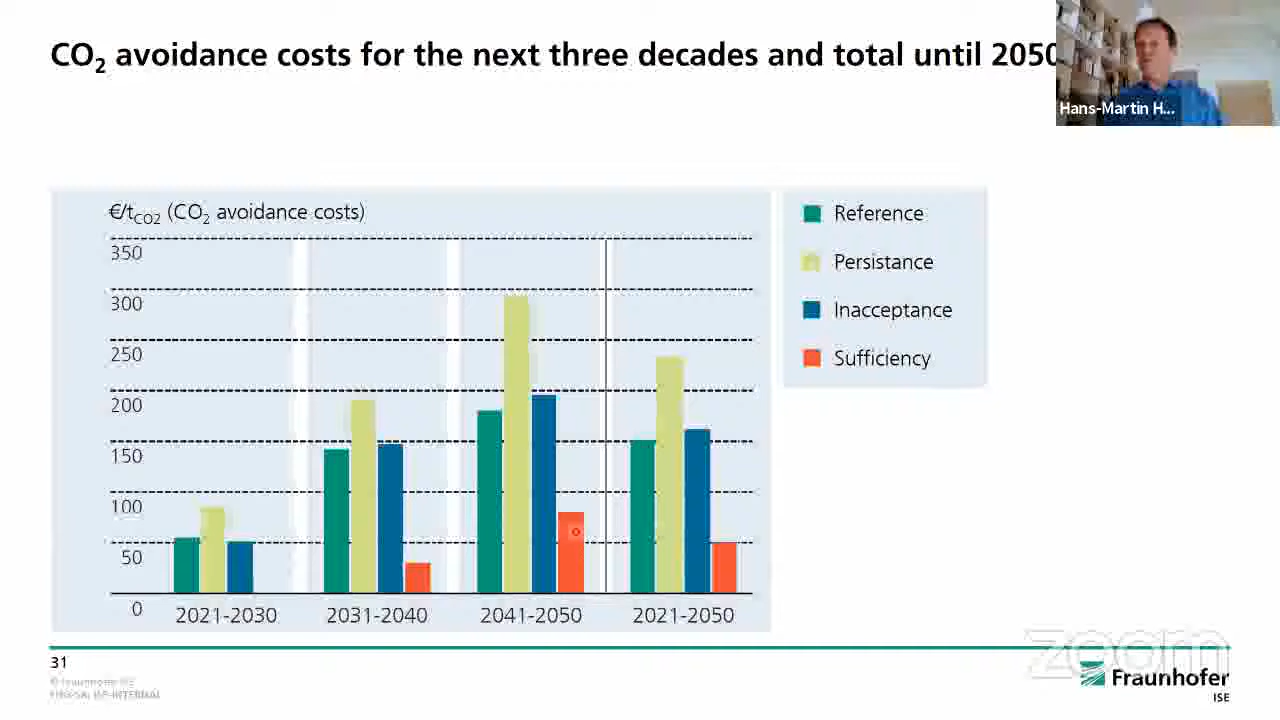 CO2 avoidance costs for the next three decades and total until 2050
Hans-Martin H...
€/tCO2 (CO2 avoidance costs)
350
300
250
200
150
100
50
0
2021-2030
2031-2040
2041-2050
2021-2050
Reference
Persistance
Inacceptance
Sufficiency
31
© Fraunhofer ISE
FHG-SK: ISE-INTERNAL
zoom
Fraunhofer
ISE